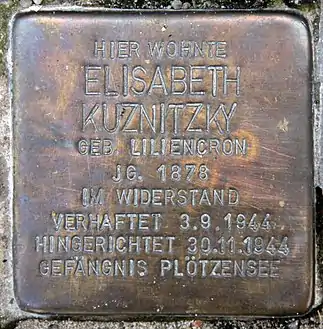 HIER WOHNTE
ELISABETH
KUZNITZKY
GEB. LILIENCRON
JG. 1878
IM WIDERSTAND
VERHAFTET 3.9.1944
HINGERICHTET 30.11.1944
GEFÄNGNIS PLÖTZENSEE